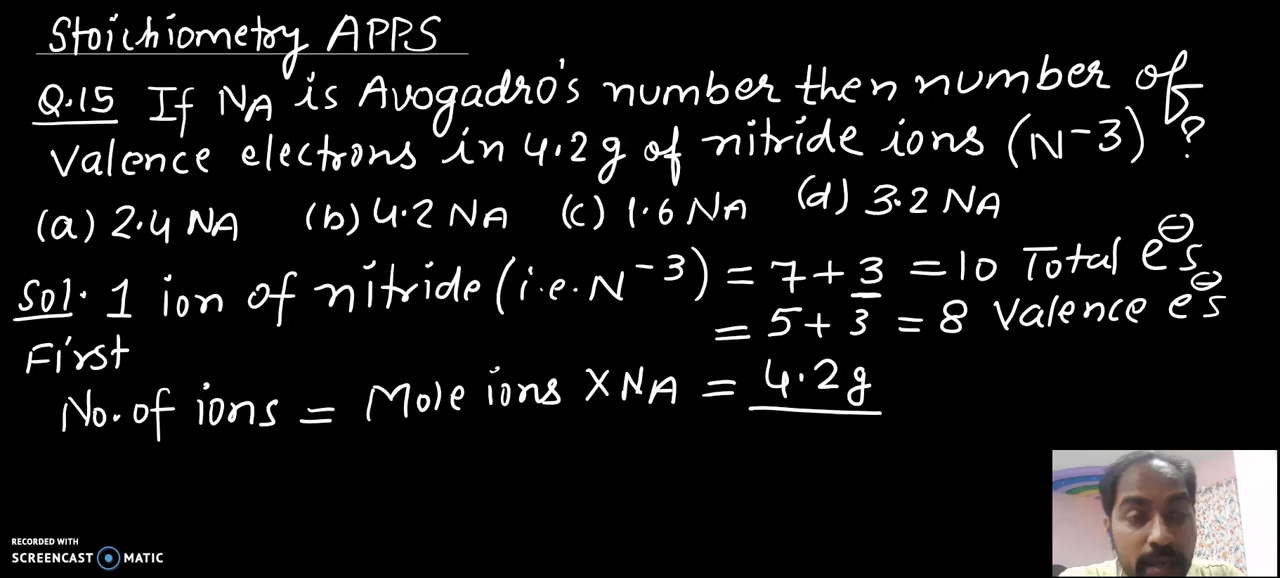 Stoichiometry APPS
Q.15 If NA is Avogadro's number then number of
Valence electrons in 4.2 g of nitride ions (N-3) ?
(a) 2.4 NA (b) 4.2 NA (c) 1.6 NA (d) 3.2 NA
Sol. 1 ion of nitride (i.e. N-3) = 7 + 3 = 10 Total e⊖s
= 5 + 3 = 8 Valence e⊖s
First
No. of ions = Mole ions X NA = 4.2 g
RECORDED WITH
SCREENCAST MATIC